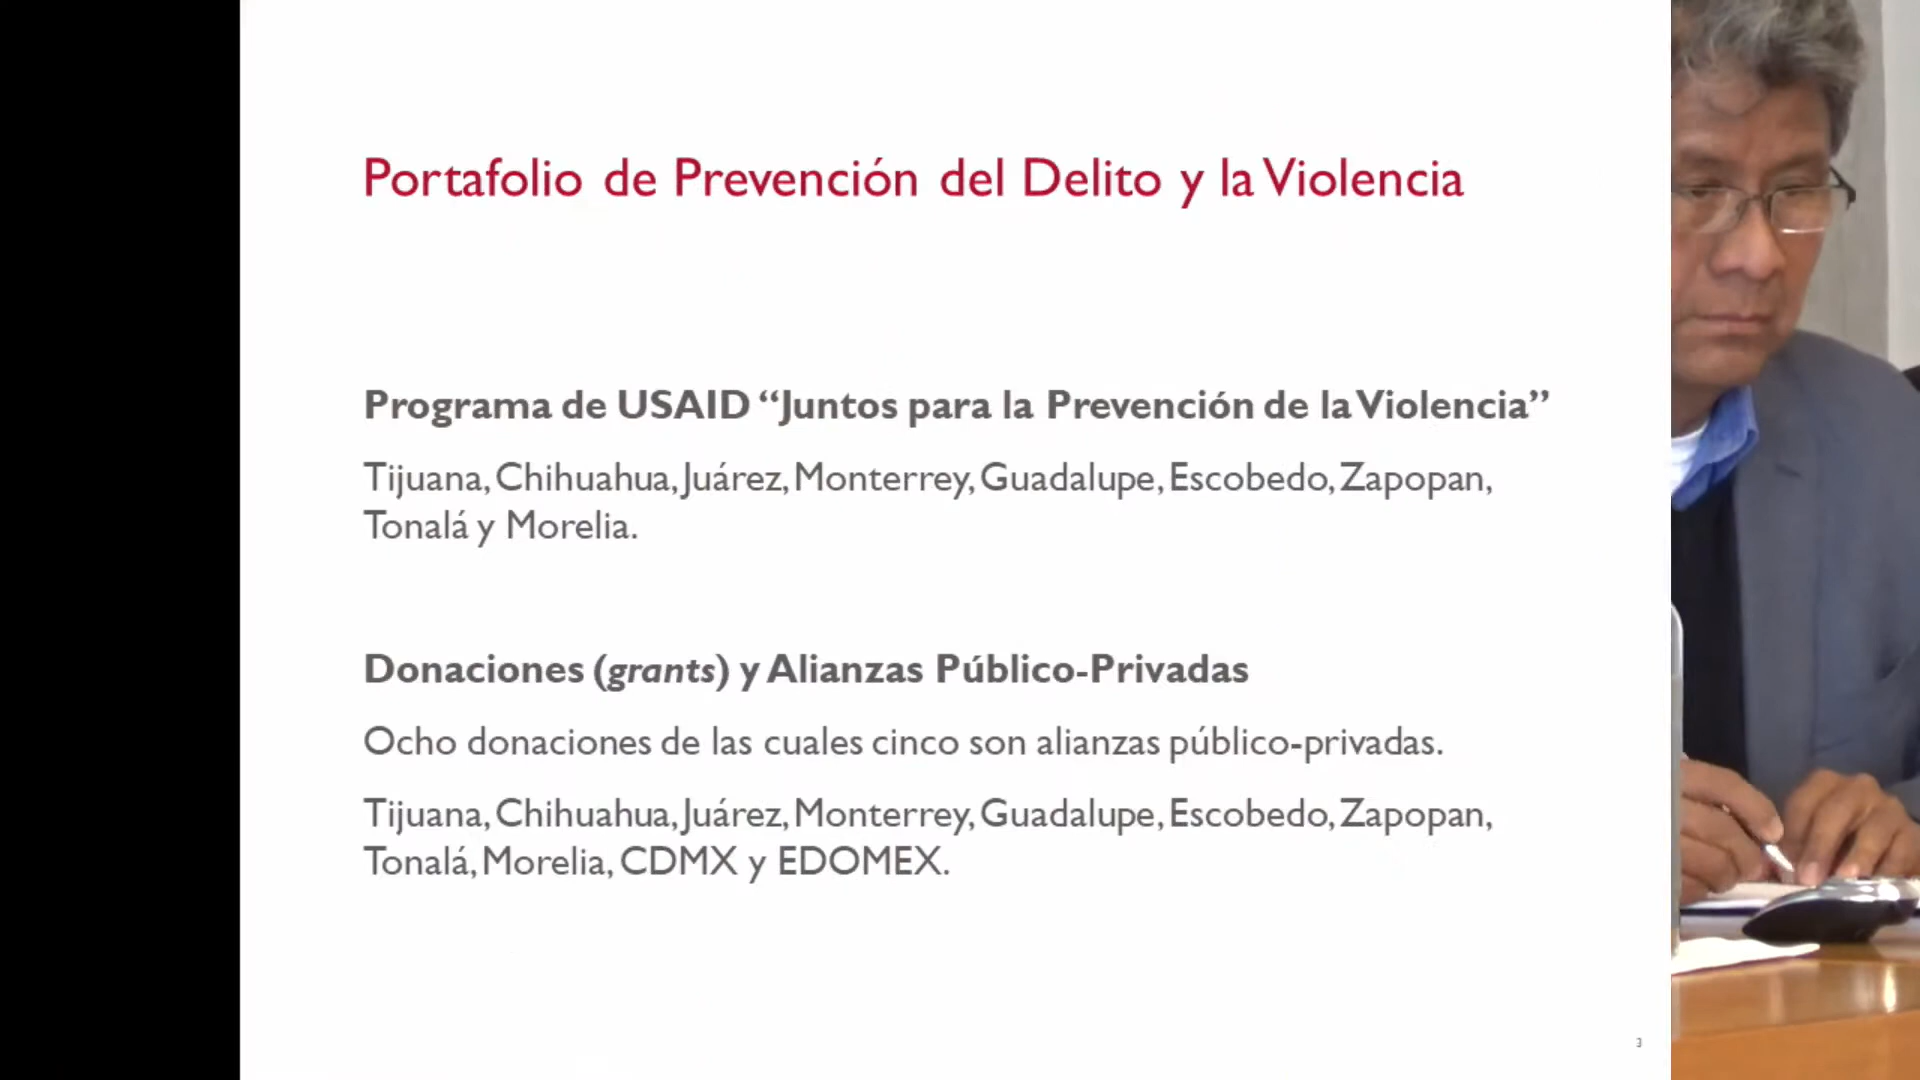 Portafolio de Prevención del Delito y la Violencia
Programa de USAID “Juntos para la Prevención de la Violencia”
Tijuana, Chihuahua, Juárez, Monterrey, Guadalupe, Escobedo, Zapopan,
Tonalá y Morelia.
Donaciones (grants) y Alianzas Público-Privadas
Ocho donaciones de las cuales cinco son alianzas público-privadas.
Tijuana, Chihuahua, Juárez, Monterrey, Guadalupe, Escobedo, Zapopan,
Tonalá, Morelia, CDMX y EDOMEX.
3